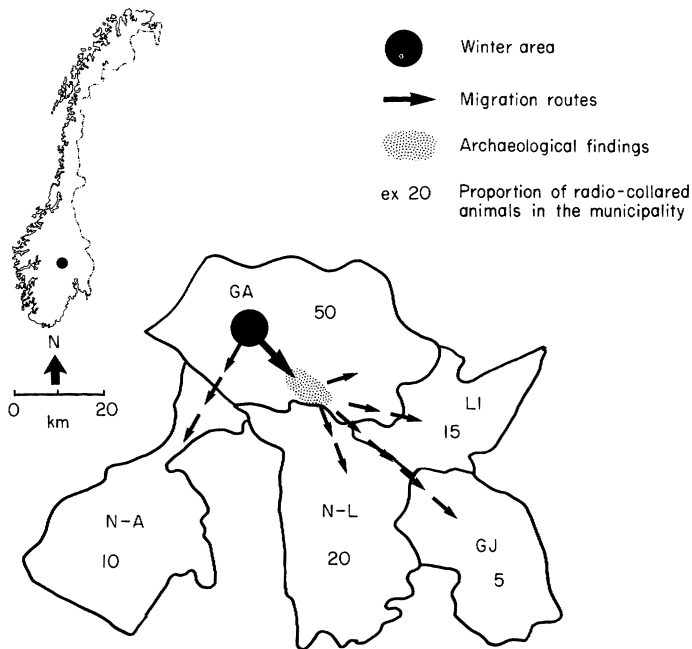 Winter area
Migration routes
Archaeological findings
ex 20 Proportion of radio-collared
animals in the municipality
N
0 20
km
GA
50
LI
15
N-A
10
N-L
20
GJ
5